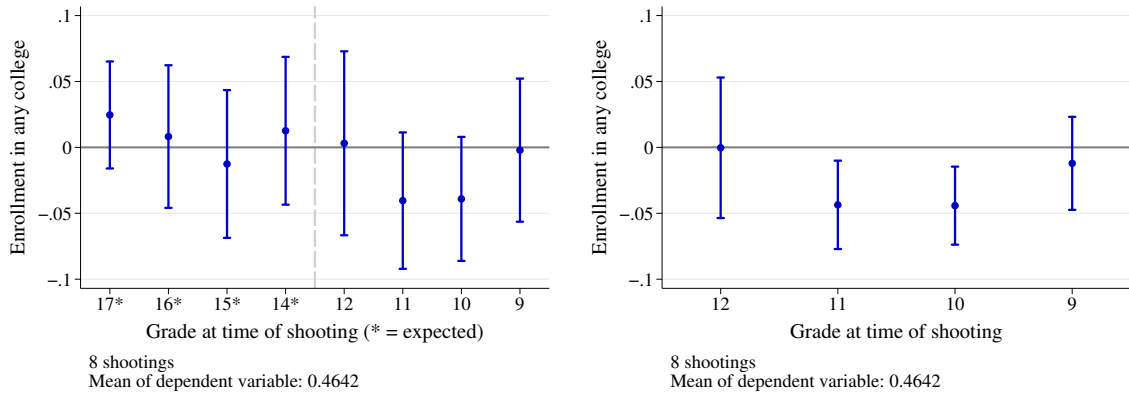 Enrollment in any college
.1
.05
0
−.05
−.1
17* 16* 15* 14* 12 11 10 9
Grade at time of shooting (* = expected)
8 shootings
Mean of dependent variable: 0.4642
Enrollment in any college
.1
.05
0
−.05
−.1
12 11 10 9
Grade at time of shooting
8 shootings
Mean of dependent variable: 0.4642